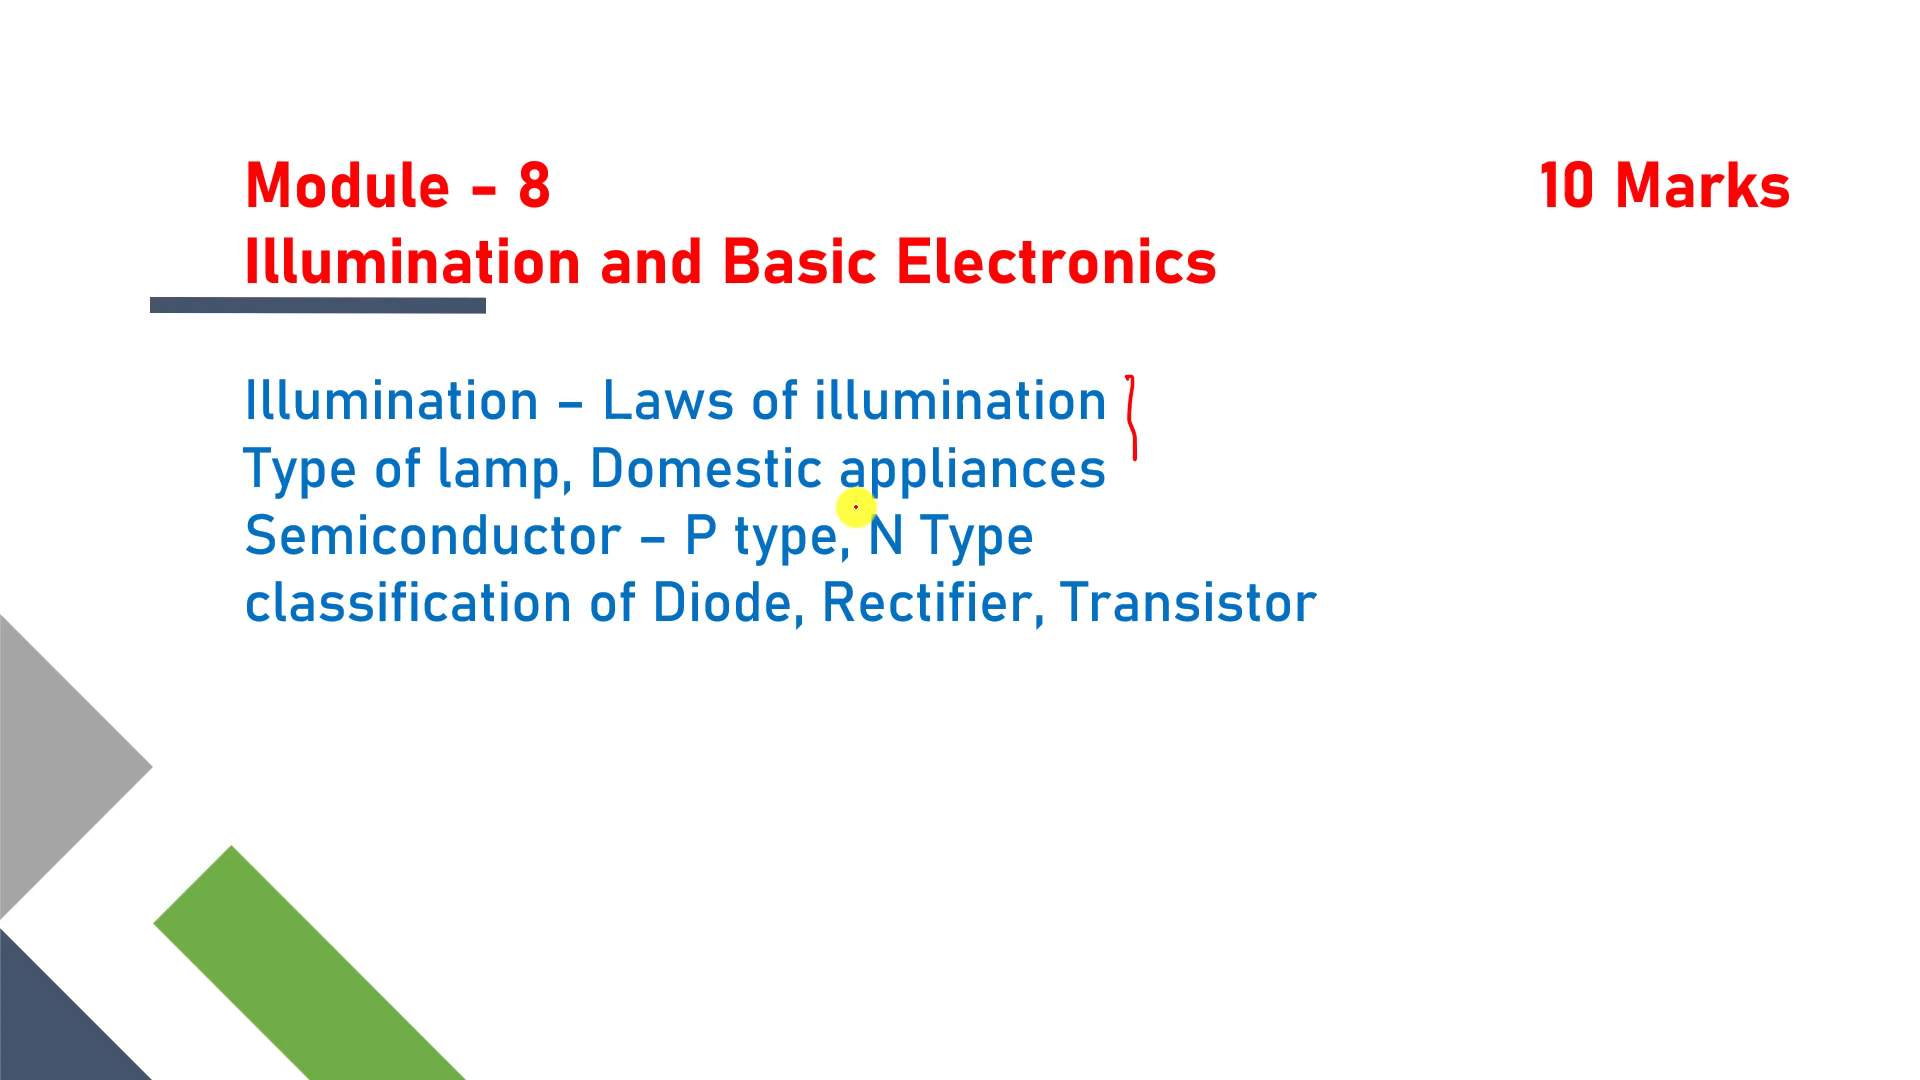 Module – 8
10 Marks
Illumination and Basic Electronics
Illumination – Laws of illumination
Type of lamp, Domestic appliances
Semiconductor – P type, N Type
classification of Diode, Rectifier, Transistor